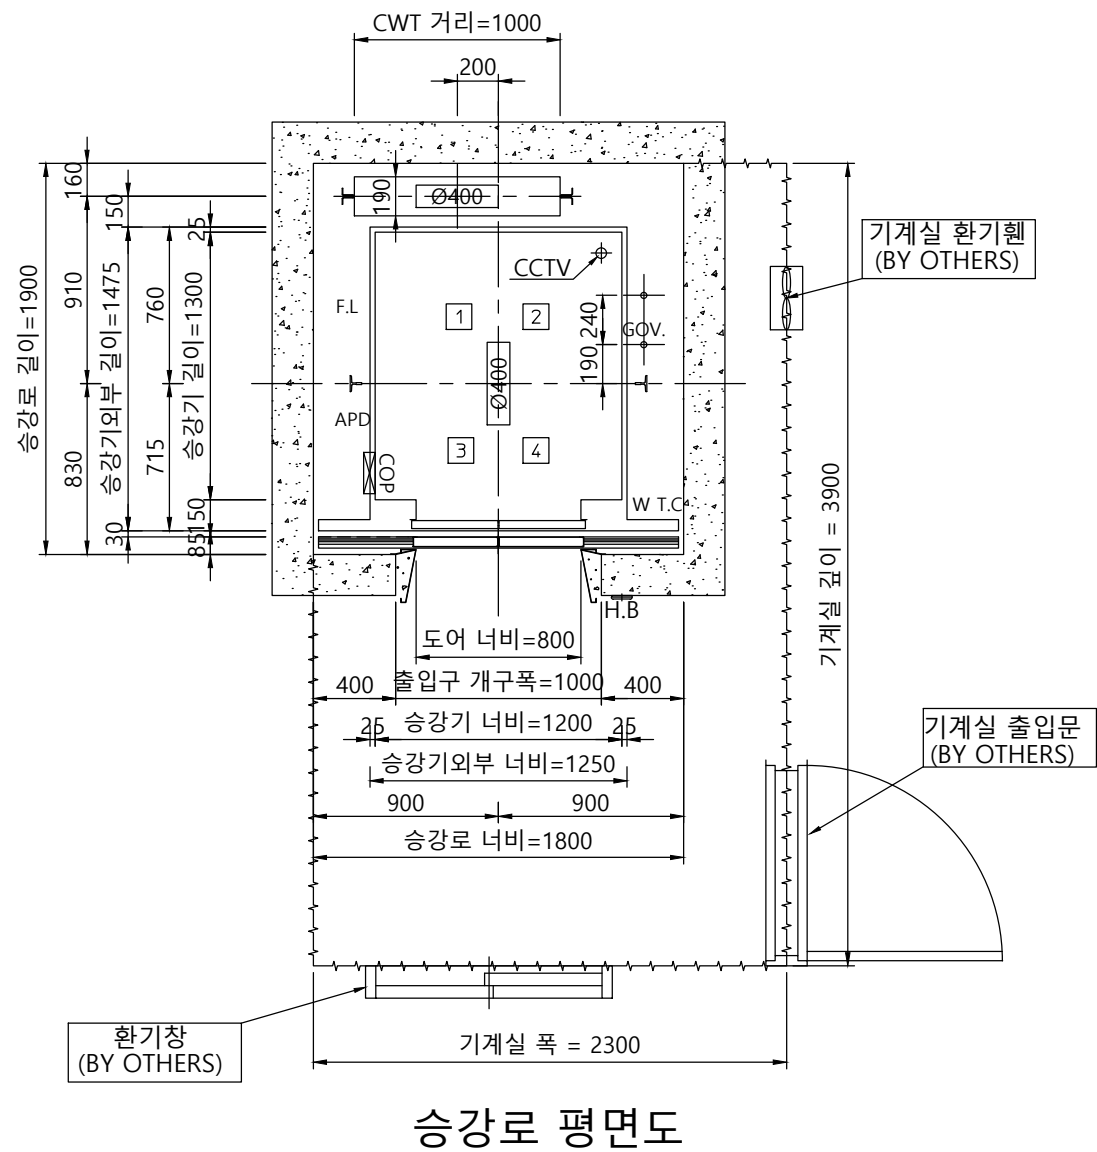 CWT 거리=1000
200
160
150
25
190
Ø400
기계실 환기휀
(BY OTHERS)
CCTV
승강로 길이=1900
910
승강기외부 길이=1475
760
승강기 길이=1300
F.L
1
2
240
GOV.
190
Ø400
APD
830
715
3
4
COP
기계실 깊이 = 3900
150
W T.C
30
85
H.B
도어 너비=800
400
출입구 개구폭=1000
400
25
승강기 너비=1200
25
기계실 출입문
(BY OTHERS)
승강기외부 너비=1250
900
900
승강로 너비=1800
환기창
(BY OTHERS)
기계실 폭 = 2300
승강로 평면도